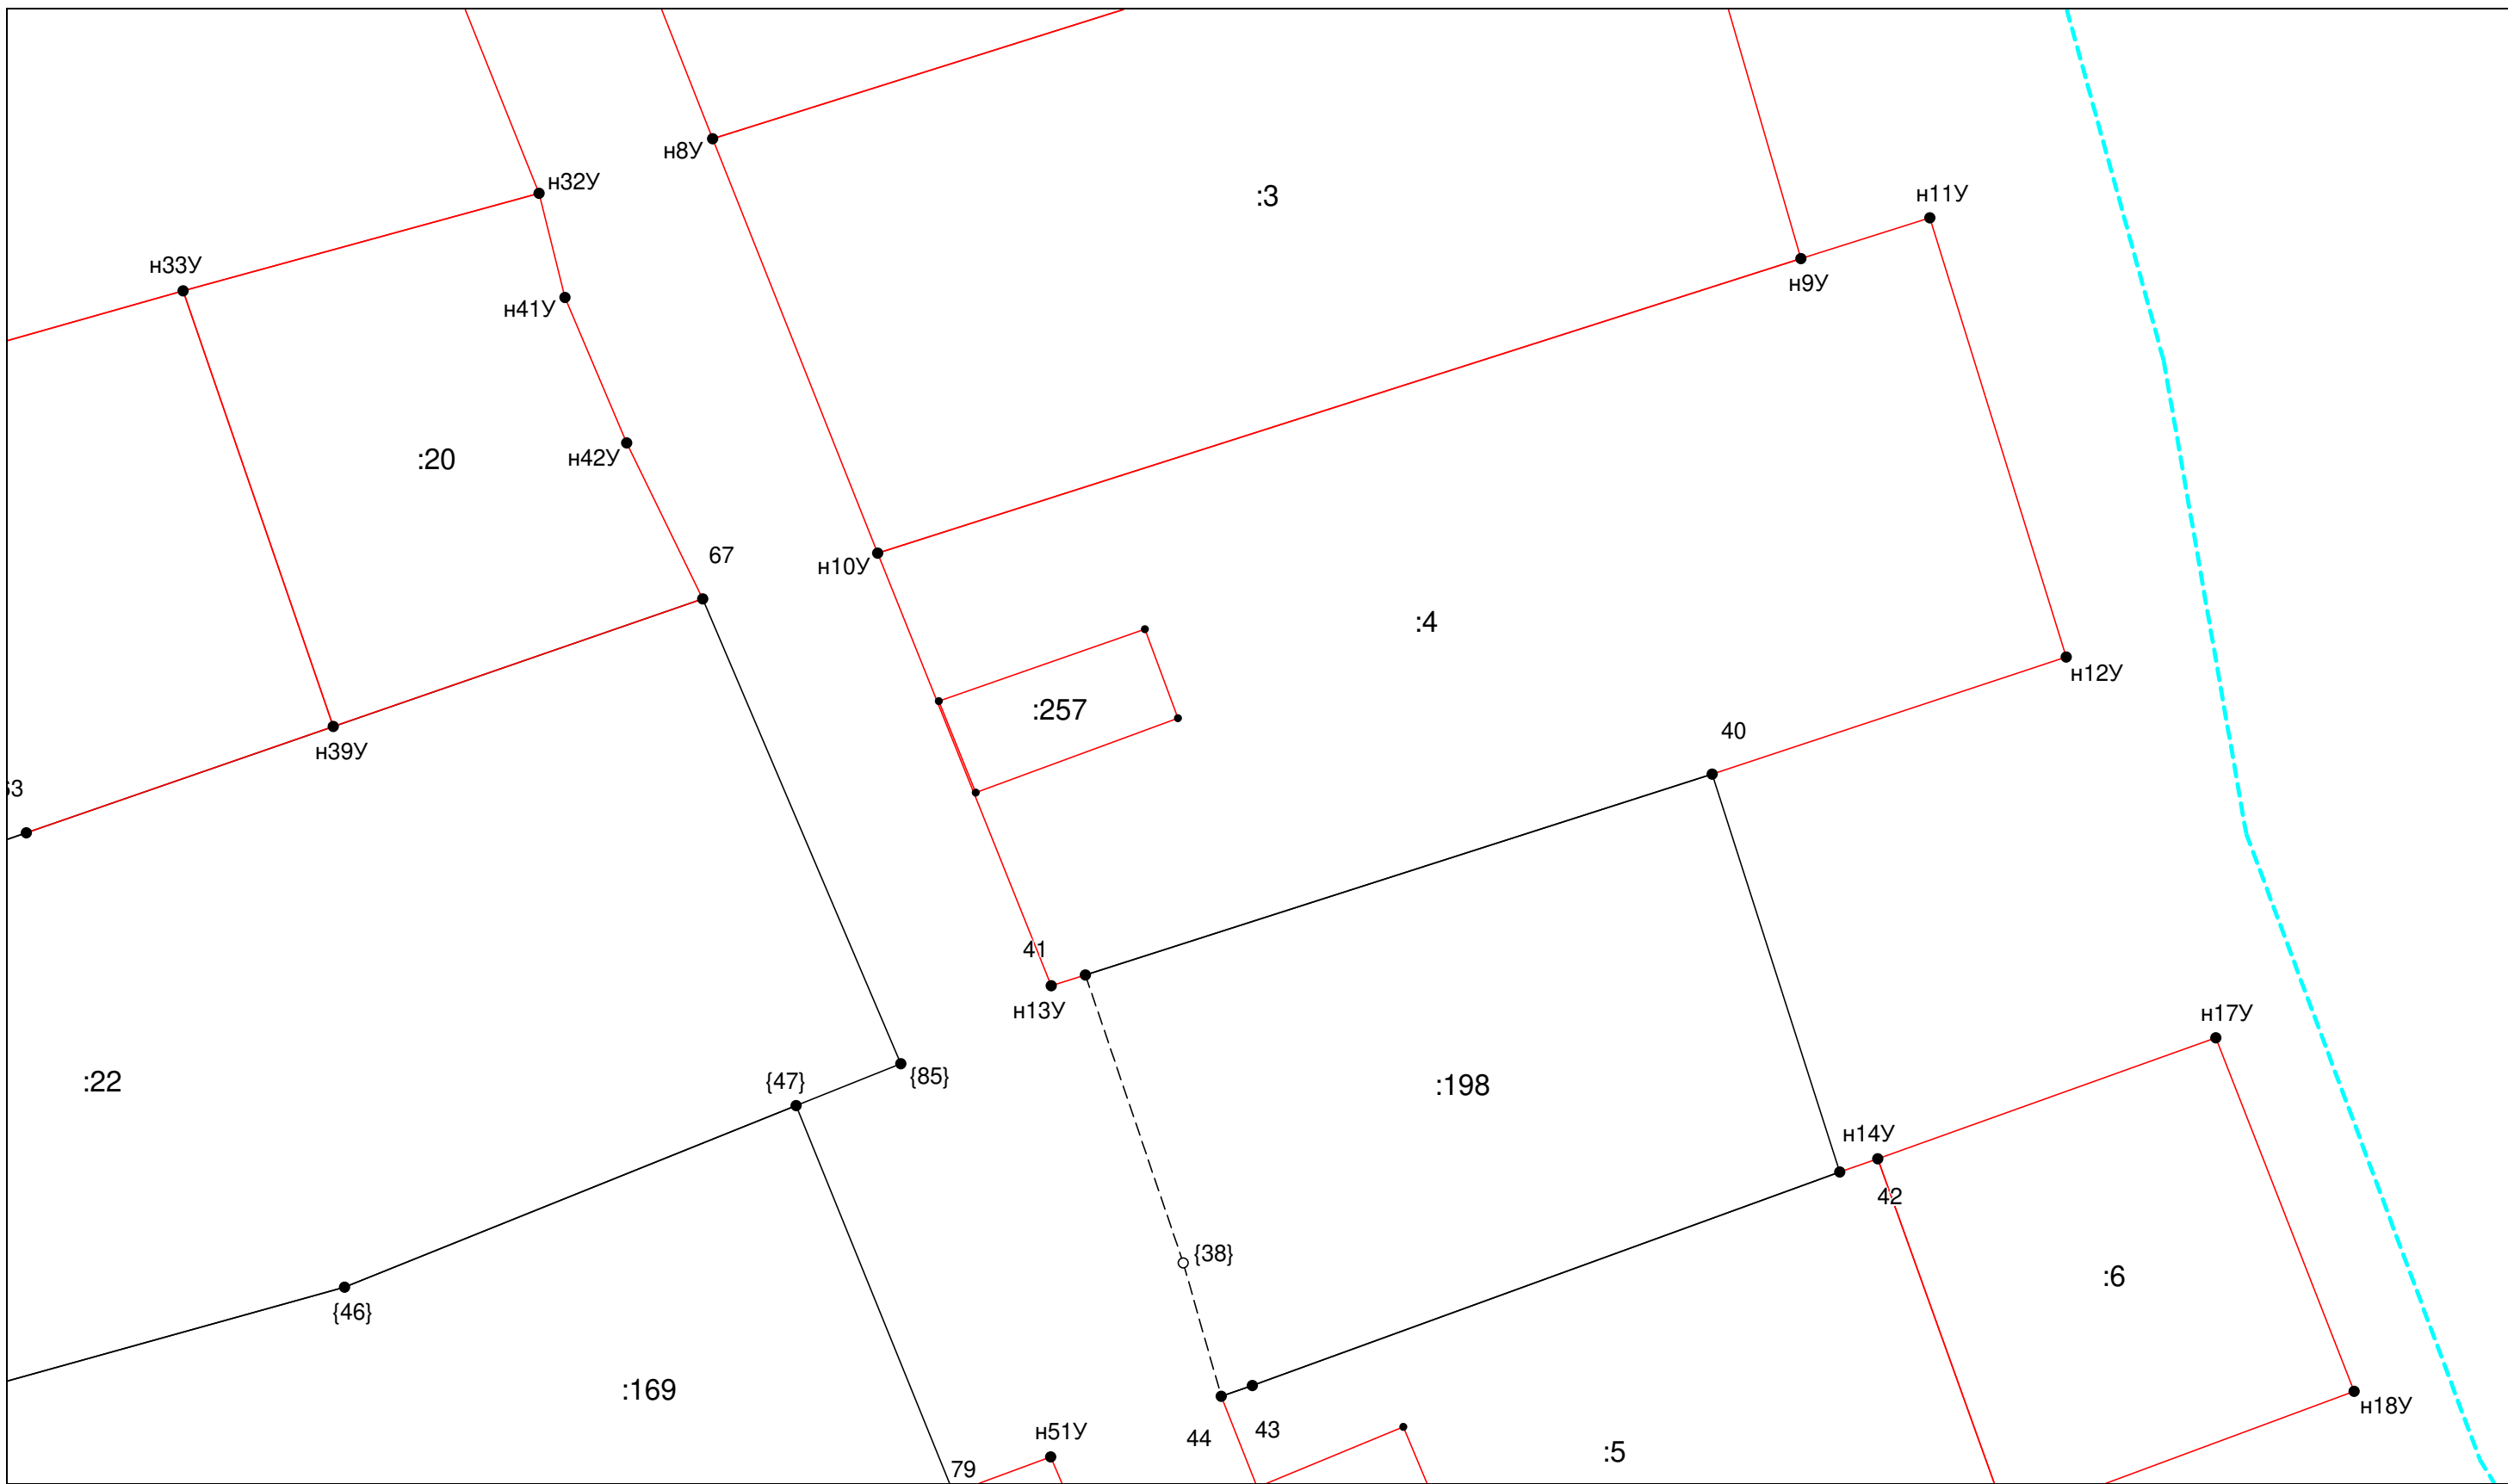 н8У
н32У
:3
н11У
н33У
н9У
н41У
:20
н42У
67
н10У
:4
н12У
:257
40
н39У
41
н13У
н17У
:22
{47}
{85}
:198
н14У
42
{38}
:6
{46}
:169
н18У
н51У
44
43
:5
79